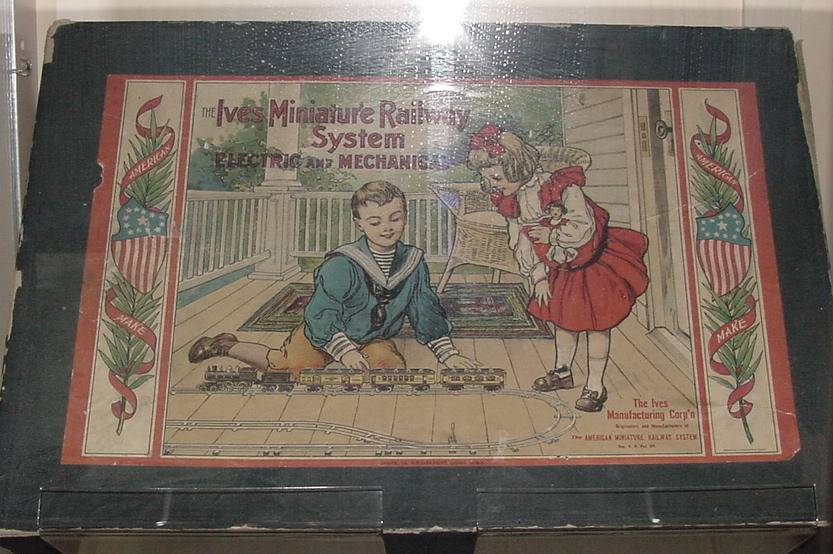 THE Ives Miniature Railway
System
ELECTRIC AND MECHANICAL
AMERICAN
MAKE
AMERICAN
MAKE
The Ives
Manufacturing Corp'n
Originators and Manufacturers of
The AMERICAN MINIATURE RAILWAY SYSTEM